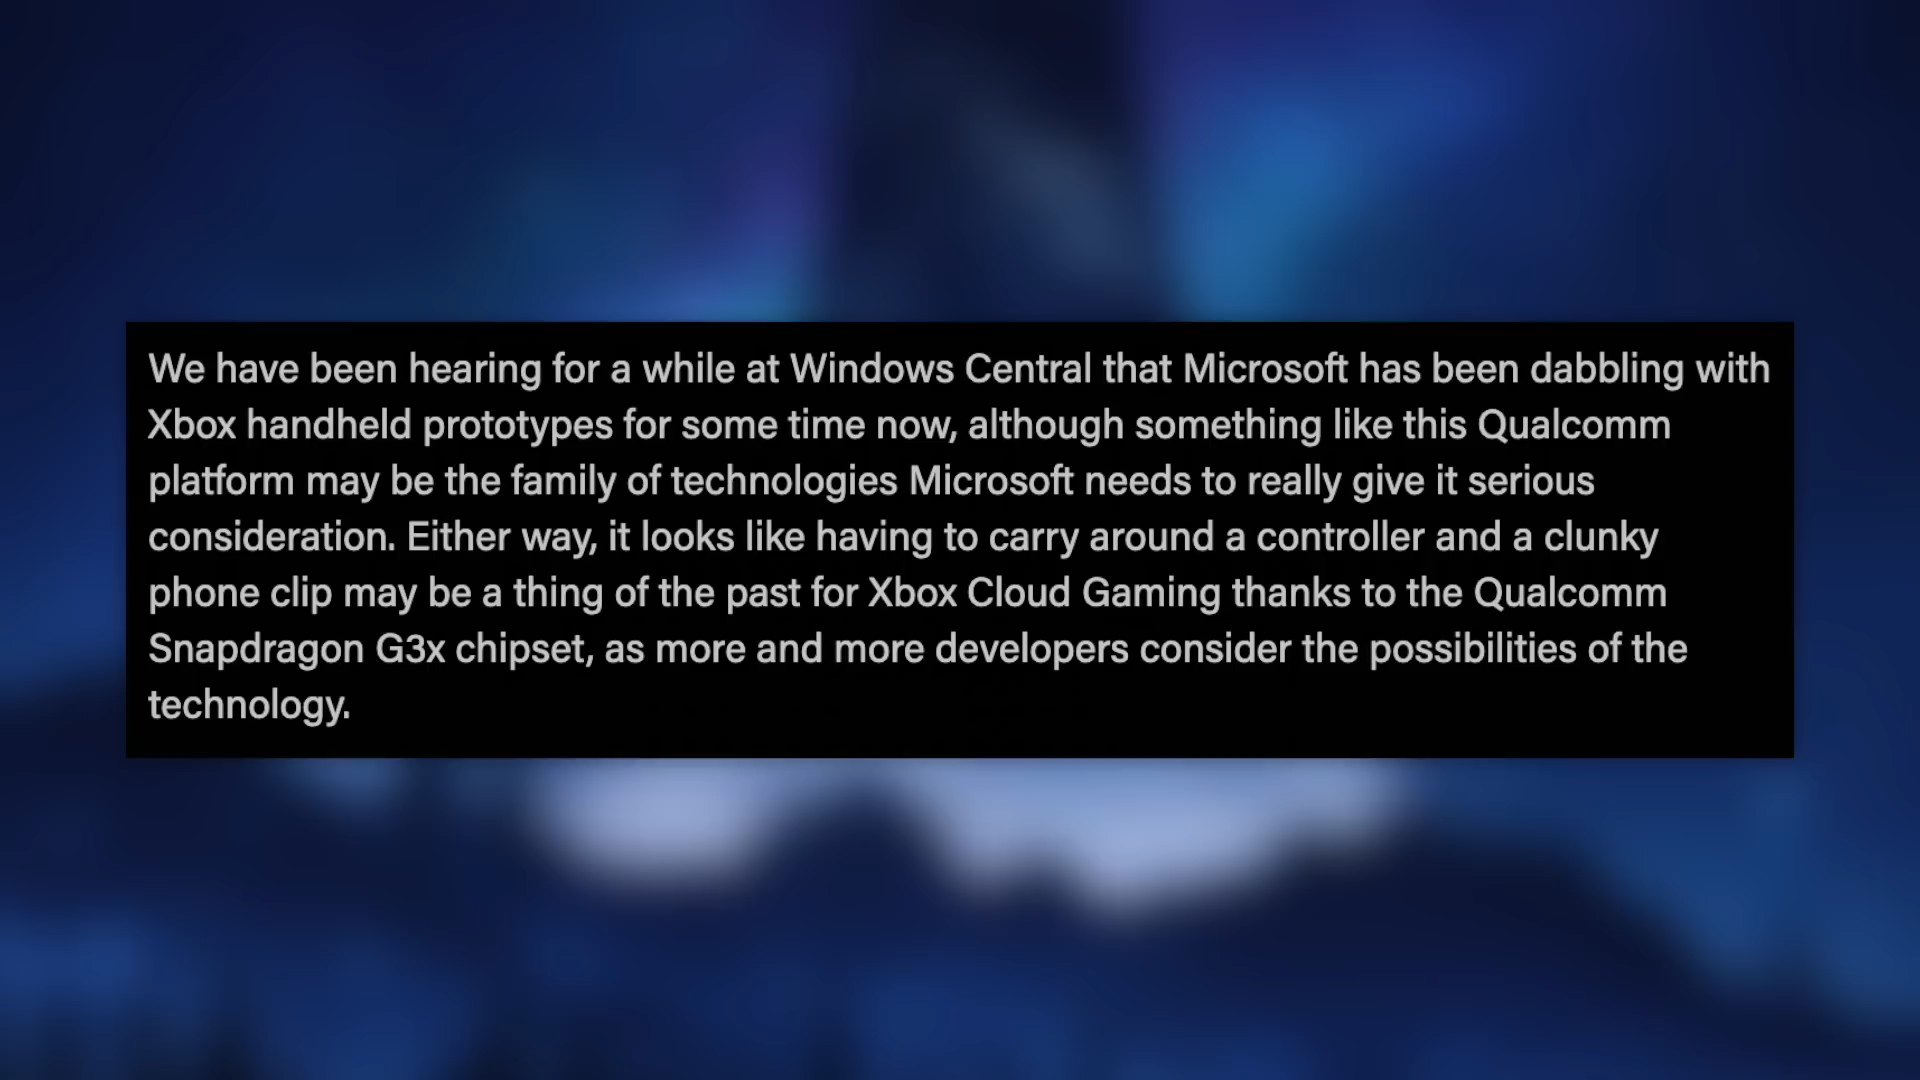 We have been hearing for a while at Windows Central that Microsoft has been dabbling with
Xbox handheld prototypes for some time now, although something like this Qualcomm
platform may be the family of technologies Microsoft needs to really give it serious
consideration. Either way, it looks like having to carry around a controller and a clunky
phone clip may be a thing of the past for Xbox Cloud Gaming thanks to the Qualcomm
Snapdragon G3x chipset, as more and more developers consider the possibilities of the
technology.